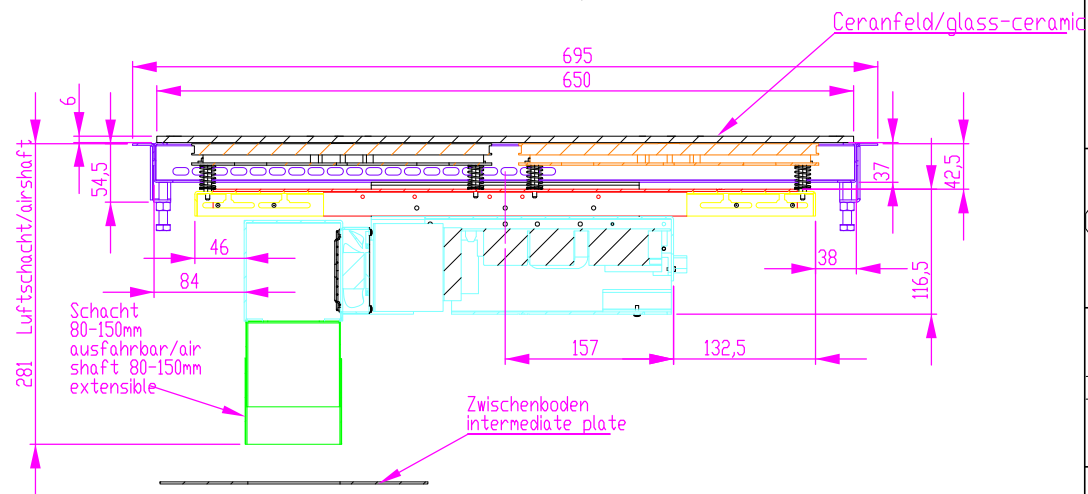 Ceranfeld/glass-ceramic
695
650
6
54,5
37
42,5
281 Luftschacht/airshaft
46
84
38
116,5
Schacht
80-150mm
ausfahrbar/air
shaft 80-150mm
extensible
157
132,5
Zwischenboden
intermediate plate